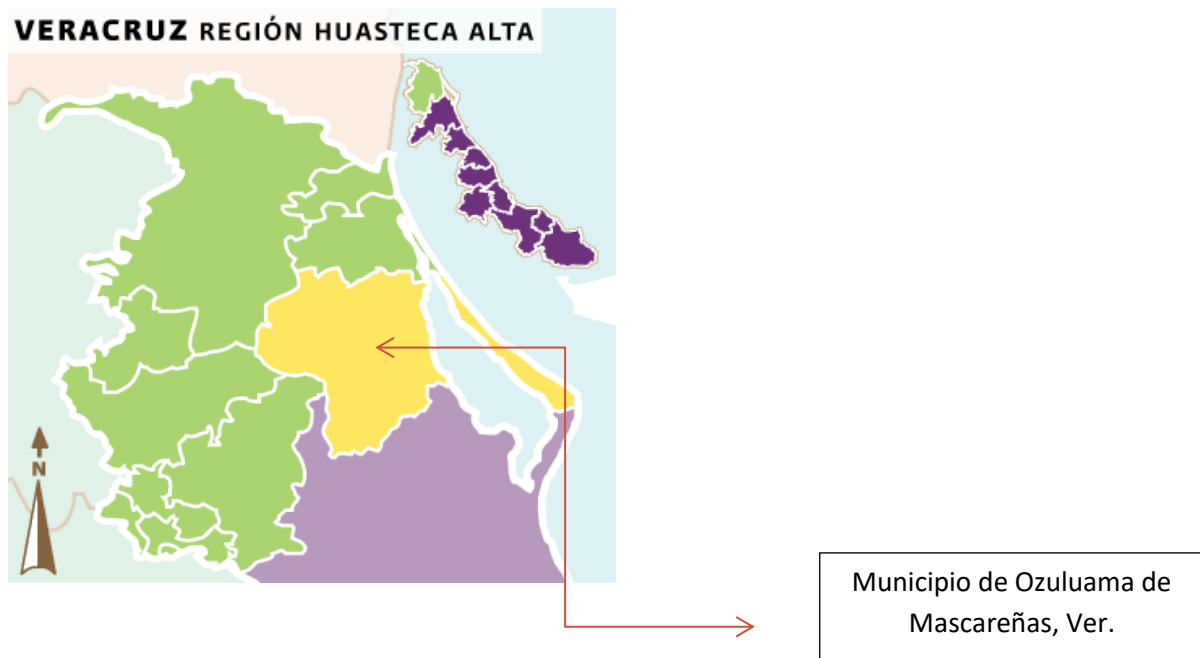 VERACRUZ REGIÓN HUASTECA ALTA
N
Municipio de Ozuluama de
Mascareñas, Ver.